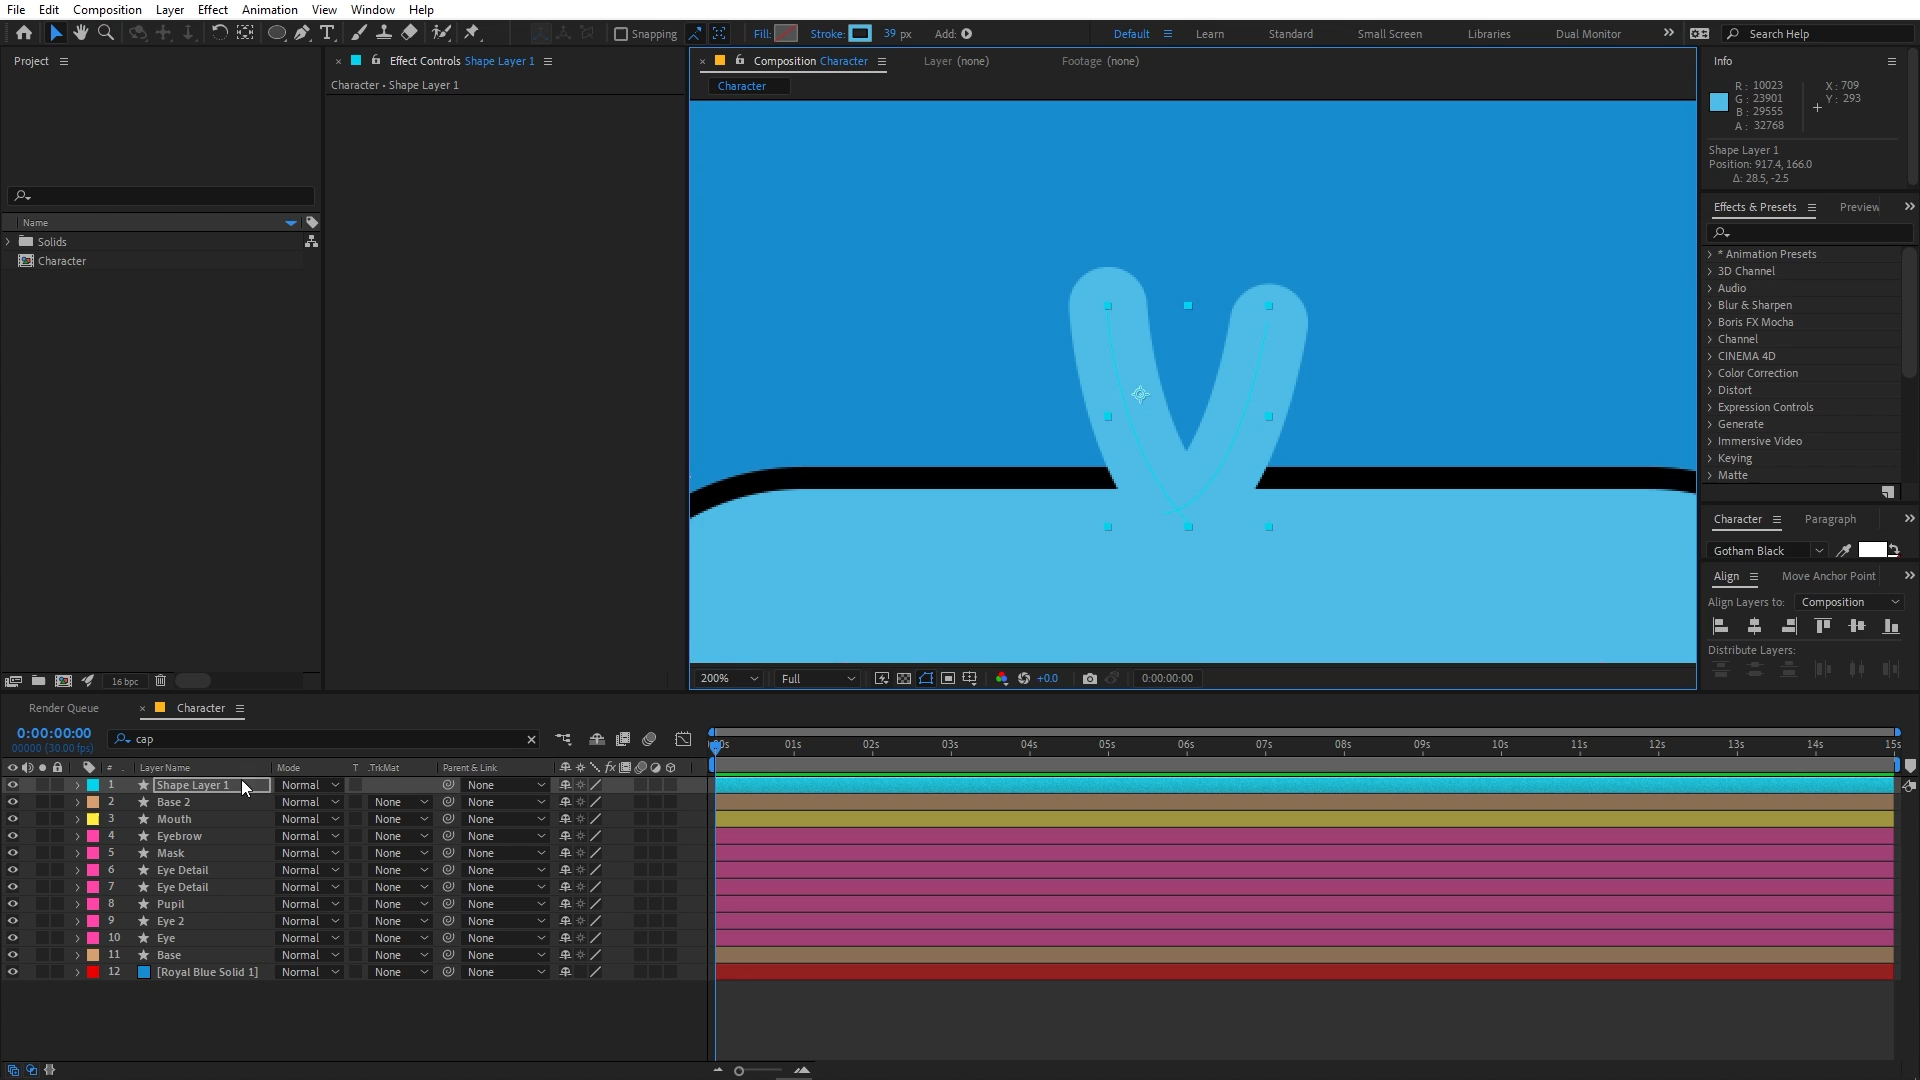 File Edit Composition Layer Effect Animation View Window Help
Snapping Fill: Stroke: 39 px Add: Default Learn Standard Small Screen Libraries Dual Monitor Search Help
Project
Name
Solids
Character
16 bpc
Effect Controls Shape Layer 1
Character • Shape Layer 1
Composition Character Layer (none) Footage (none)
Character
200% Full +0.0 0:00:00:00
Info
R: 10023
G: 23901
B: 29555
A: 32768
X: 709
Y: 293
Shape Layer 1
Position: 917.4, 166.0
Δ: 28.5, -2.5
Effects & Presets Preview
* Animation Presets
3D Channel
Audio
Blur & Sharpen
Boris FX Mocha
Channel
CINEMA 4D
Color Correction
Distort
Expression Controls
Generate
Immersive Video
Keying
Matte
Character Paragraph
Gotham Black
Align Move Anchor Point
Align Layers to: Composition
Distribute Layers:
Render Queue Character
0:00:00:00
00000 (30.00 fps)
cap
# Layer Name Mode T .TrkMat Parent & Link
00s 01s 02s 03s 04s 05s 06s 07s 08s 09s 10s 11s 12s 13s 14s 15s
1 Shape Layer 1 Normal None
2 Base 2 Normal None None
3 Mouth Normal None None
4 Eyebrow Normal None None
5 Mask Normal None None
6 Eye Detail Normal None None
7 Eye Detail Normal None None
8 Pupil Normal None None
9 Eye 2 Normal None None
10 Eye Normal None None
11 Base Normal None None
12 [Royal Blue Solid 1] Normal None None